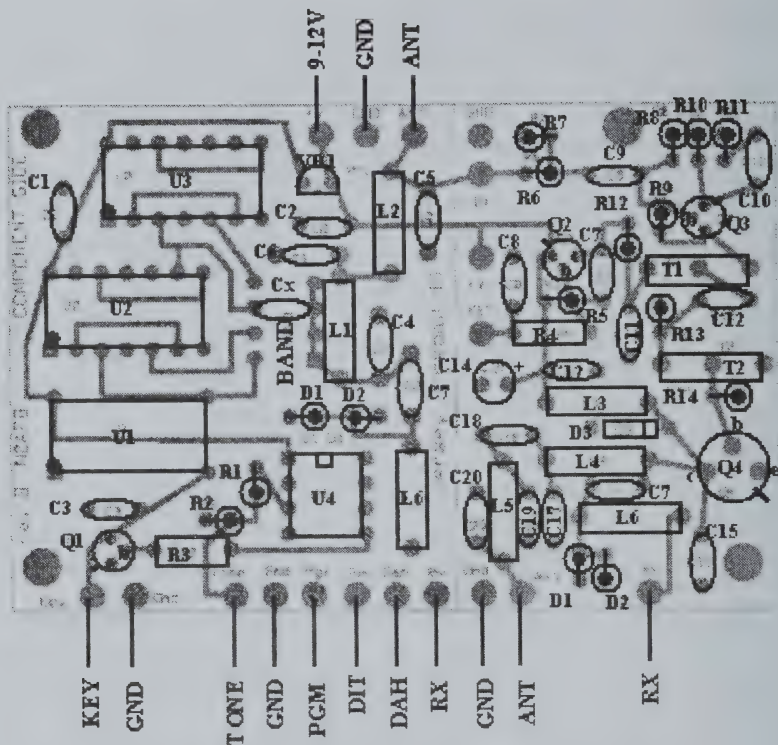 9-12V
GND
ANT
COMPONENT SIDE
C1
U3
VR1
C2
L2
C5
C6
R7
R6
C9
R8
R10
R11
C10
R9
R12
Q2
b
Q3
C8
C7
T1
U2
Cx
L1
C4
BAND
R5
R4
C11
R13
C12
C14
+
C12
T2
R14
D1
D2
C7
L3
D3
b
U1
C18
L4
c
Q4
e
R1
U4
L6
C20
L5
C19
C17
C7
L6
C3
R2
Q1
R3
C15
D1
D2
KEY
GND
T ONE
GND
PGM
DIT
DAH
RX
GND
ANT
RX